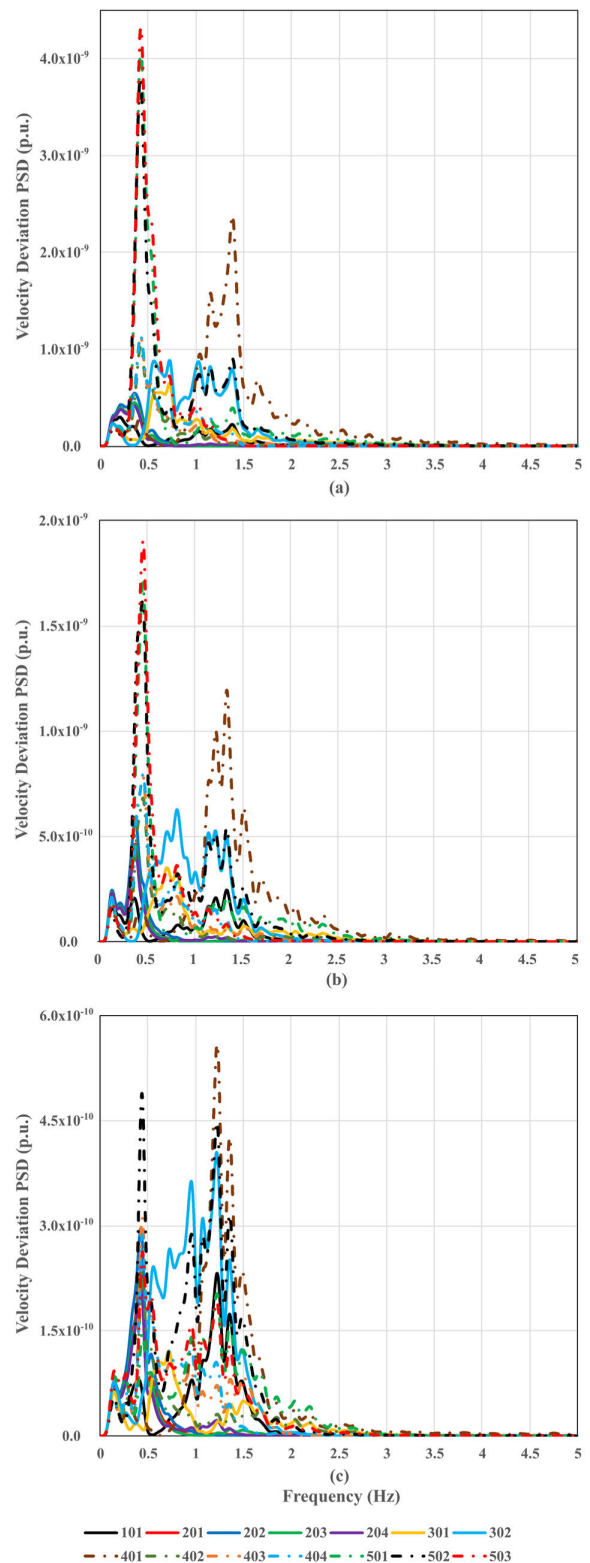 Velocity Deviation PSD (p.u.)
4.0x10⁻⁹
3.0x10⁻⁹
2.0x10⁻⁹
1.0x10⁻⁹
0.0
0 0.5 1 1.5 2 2.5 3 3.5 4 4.5 5
(a)
Velocity Deviation PSD (p.u.)
2.0x10⁻⁹
1.5x10⁻⁹
1.0x10⁻⁹
5.0x10⁻¹⁰
0.0
0 0.5 1 1.5 2 2.5 3 3.5 4 4.5 5
(b)
Velocity Deviation PSD (p.u.)
6.0x10⁻¹⁰
4.5x10⁻¹⁰
3.0x10⁻¹⁰
1.5x10⁻¹⁰
0.0
0 0.5 1 1.5 2 2.5 3 3.5 4 4.5 5
(c)
Frequency (Hz)
101 201 202 203 204 301 302
401 402 403 404 501 502 503